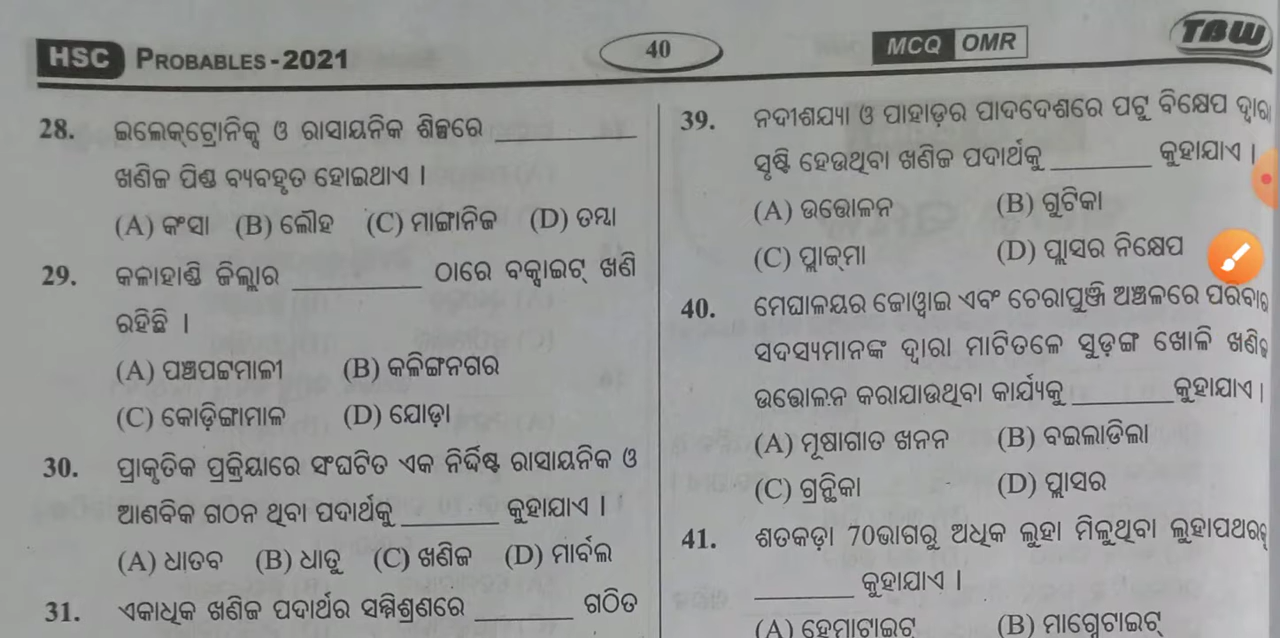 HSC PROBABLES - 2021
40
MCQ OMR
TBW
28. ଇଲେକ୍ଟ୍ରୋନିକ୍ସ ଓ ରାସାୟନିକ ଶିଳ୍ପରେ ________
ଖଣିଜ ପିଣ୍ଡ ବ୍ୟବହୃତ ହୋଇଥାଏ ।
(A) କଂସା (B) ଲୌହ (C) ମାଙ୍ଗାନିଜ (D) ତମ୍ବା
29. କଳାହାଣ୍ଡି ଜିଲ୍ଲାର ________ ଠାରେ ବକ୍ସାଇଟ୍ ଖଣି
ରହିଛି ।
(A) ପଞ୍ଚପଟ୍ଟମାଳୀ (B) କଳିଙ୍ଗନଗର
(C) କୋଡ଼ିଙ୍ଗାମାଳ (D) ଯୋଡ଼ା
30. ପ୍ରାକୃତିକ ପ୍ରକ୍ରିୟାରେ ସଂଘଟିତ ଏକ ନିର୍ଦ୍ଦିଷ୍ଟ ରାସାୟନିକ ଓ
ଆଣବିକ ଗଠନ ଥିବା ପଦାର୍ଥକୁ ________ କୁହାଯାଏ ।
(A) ଧାତବ (B) ଧାତୁ (C) ଖଣିଜ (D) ମାର୍ବଲ
31. ଏକାଧିକ ଖଣିଜ ପଦାର୍ଥର ସମ୍ମିଶ୍ରଣରେ ________ ଗଠିତ
39. ନଦୀଶଯ୍ୟା ଓ ପାହାଡ଼ର ପାଦଦେଶରେ ପଟୁ ବିକ୍ଷେପ ଦ୍ୱାରା
ସୃଷ୍ଟି ହେଉଥିବା ଖଣିଜ ପଦାର୍ଥକୁ ________ କୁହାଯାଏ ।
(A) ଉତ୍ତୋଳନ (B) ଗୁଟିକା
(C) ପ୍ଲାଜ୍‌ମା (D) ପ୍ଲାସର ନିକ୍ଷେପ
40. ମେଘାଳୟର ଜୋୱାଇ ଏବଂ ଚେରାପୁଞ୍ଜି ଅଞ୍ଚଳରେ ପରିବାର
ସଦସ୍ୟମାନଙ୍କ ଦ୍ୱାରା ମାଟିତଳେ ସୁଡ଼ଙ୍ଗ ଖୋଳି ଖଣିଜ
ଉତ୍ତୋଳନ କରାଯାଉଥିବା କାର୍ଯ୍ୟକୁ ________ କୁହାଯାଏ ।
(A) ମୂଷାଗାତ ଖନନ (B) ବଇଲାଡିଲା
(C) ଗ୍ରନ୍ଥିକା (D) ପ୍ଲାସର
41. ଶତକଡ଼ା 70ଭାଗରୁ ଅଧିକ ଲୁହା ମିଳୁଥିବା ଲୁହାପଥରକୁ
________ କୁହାଯାଏ ।
(A) ହେମାଟାଇଟ୍ (B) ମାଗ୍ନେଟାଇଟ୍